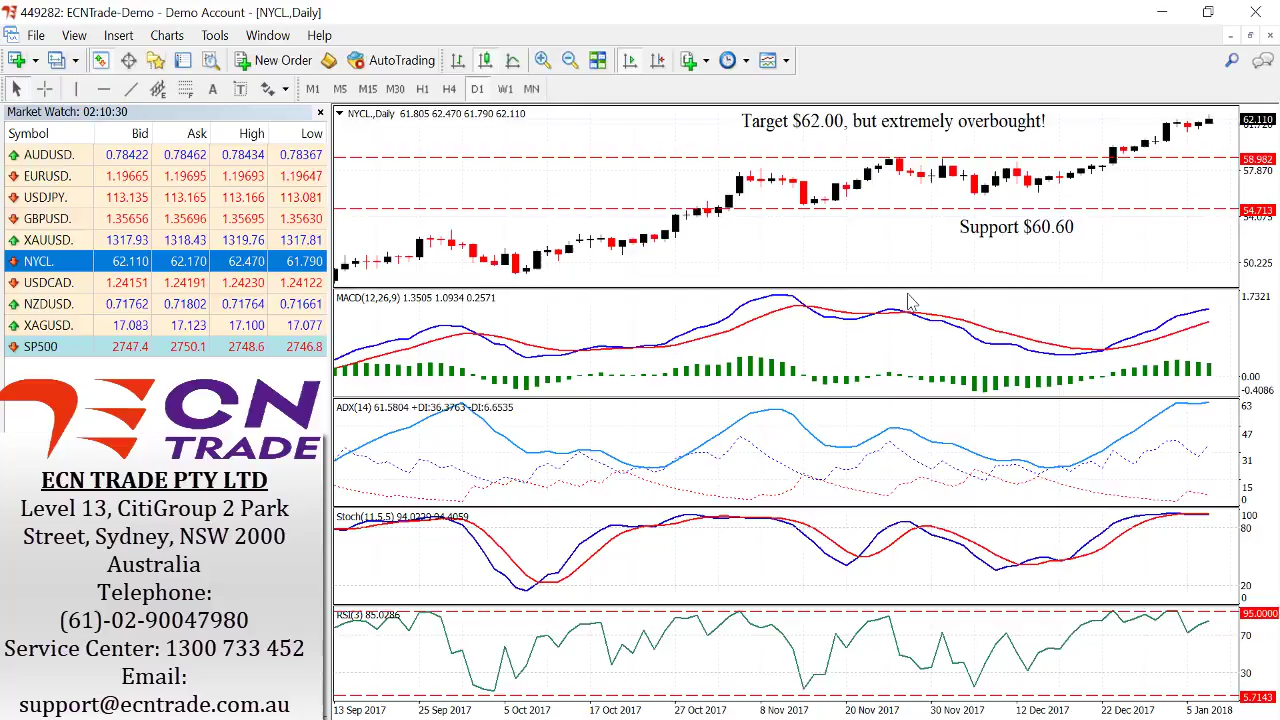 449282: ECNTrade-Demo - Demo Account - [NYCL,Daily]
File View Insert Charts Tools Window Help
New Order AutoTrading
A T M1 M5 M15 M30 H1 H4 D1 W1 MN
Market Watch: 02:10:30
Symbol Bid Ask High Low
AUDUSD. 0.78422 0.78462 0.78434 0.78367
EURUSD. 1.19665 1.19695 1.19693 1.19647
USDJPY. 113.135 113.165 113.166 113.081
GBPUSD. 1.35656 1.35696 1.35695 1.35630
XAUUSD. 1317.93 1318.43 1319.76 1317.81
NYCL. 62.110 62.170 62.470 61.790
USDCAD. 1.24151 1.24191 1.24230 1.24122
NZDUSD. 0.71762 0.71802 0.71764 0.71661
XAGUSD. 17.083 17.123 17.100 17.077
SP500 2747.4 2750.1 2748.6 2746.8
ECN
TRADE
ECN TRADE PTY LTD
Level 13, CitiGroup 2 Park
Street, Sydney, NSW 2000
Australia
Telephone:
(61)-02-90047980
Service Center: 1300 733 452
Email:
support@ecntrade.com.au
NYCL.,Daily 61.805 62.470 61.790 62.110
Target $62.00, but extremely overbought!
Support $60.60
62.110
58.982
57.870
54.713
54.075
50.225
MACD(12,26,9) 1.3505 1.0934 0.2571
1.7321
0.00
-0.4086
ADX(14) 61.5804 +DI:36.3763 -DI:6.6535
63
47
31
15
0
Stoch(11,5,5) 94.0229 94.4059
100
80
20
0
RSI(3) 85.0286
95.0000
70
30
5.7143
13 Sep 2017 25 Sep 2017 5 Oct 2017 17 Oct 2017 27 Oct 2017 8 Nov 2017 20 Nov 2017 30 Nov 2017 12 Dec 2017 22 Dec 2017 5 Jan 2018